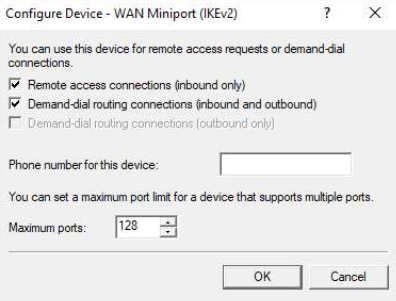 Configure Device - WAN Miniport (IKEv2) ? ×
You can use this device for remote access requests or demand-dial
connections.
Remote access connections (inbound only)
Demand-dial routing connections (inbound and outbound)
Demand-dial routing connections (outbound only)
Phone number for this device:
You can set a maximum port limit for a device that supports multiple ports.
Maximum ports: 128
OK Cancel